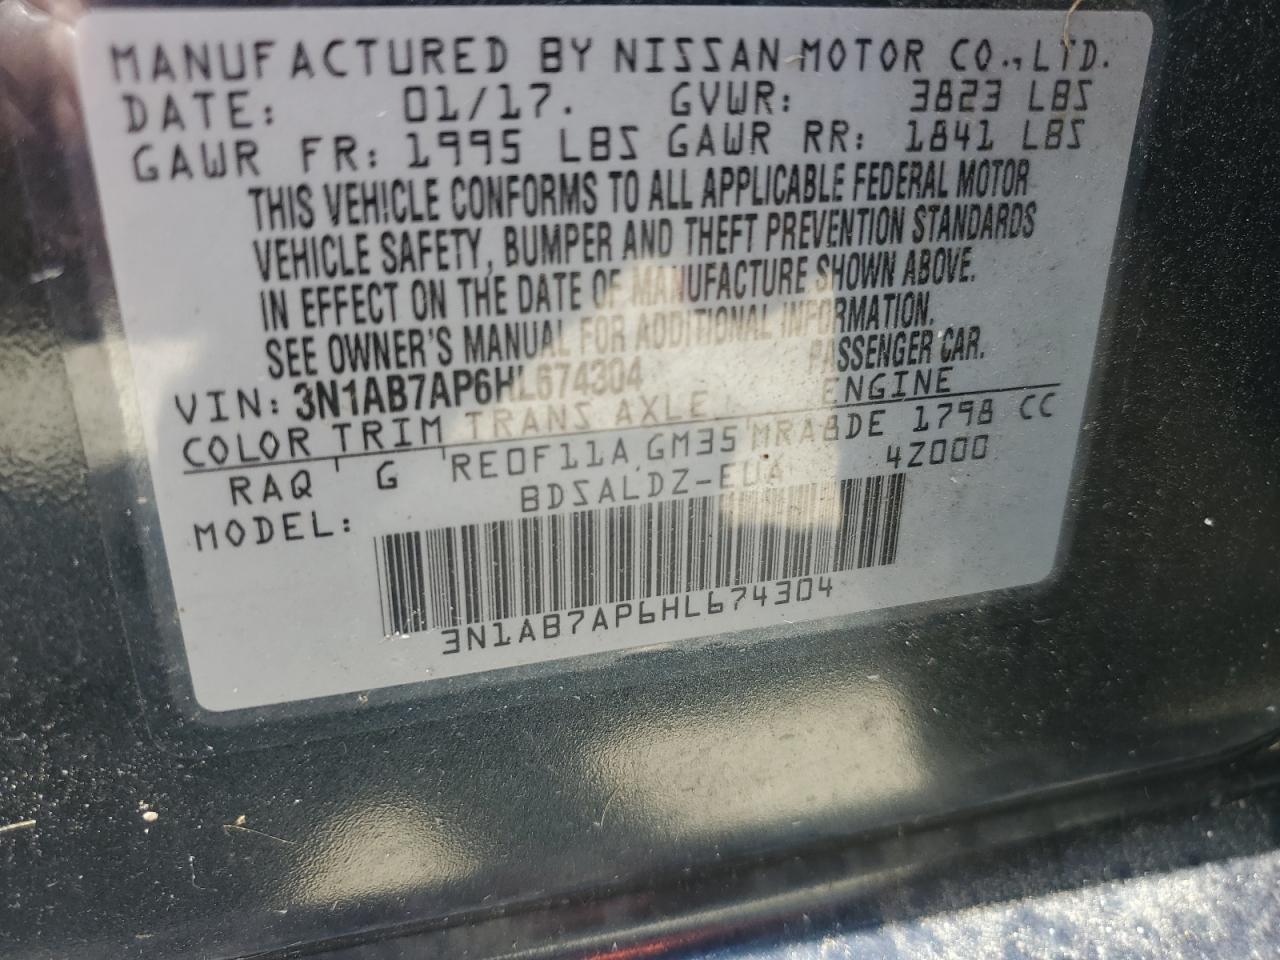 MANUFACTURED BY NISSAN MOTOR CO., LTD.
DATE: 01/17. GVWR: 3823 LBS
GAWR FR: 1995 LBS GAWR RR: 1841 LBS
THIS VEHICLE CONFORMS TO ALL APPLICABLE FEDERAL MOTOR
VEHICLE SAFETY, BUMPER AND THEFT PREVENTION STANDARDS
IN EFFECT ON THE DATE OF MANUFACTURE SHOWN ABOVE.
SEE OWNER'S MANUAL FOR ADDITIONAL INFORMATION.
VIN: 3N1AB7AP6HL674304 PASSENGER CAR.
COLOR TRIM TRANS AXLE ENGINE
RAQ G RE0F11A GM35 MRA8DE 1798 CC
MODEL: BDSALDZ-EUA 4Z000
3N1AB7AP6HL674304